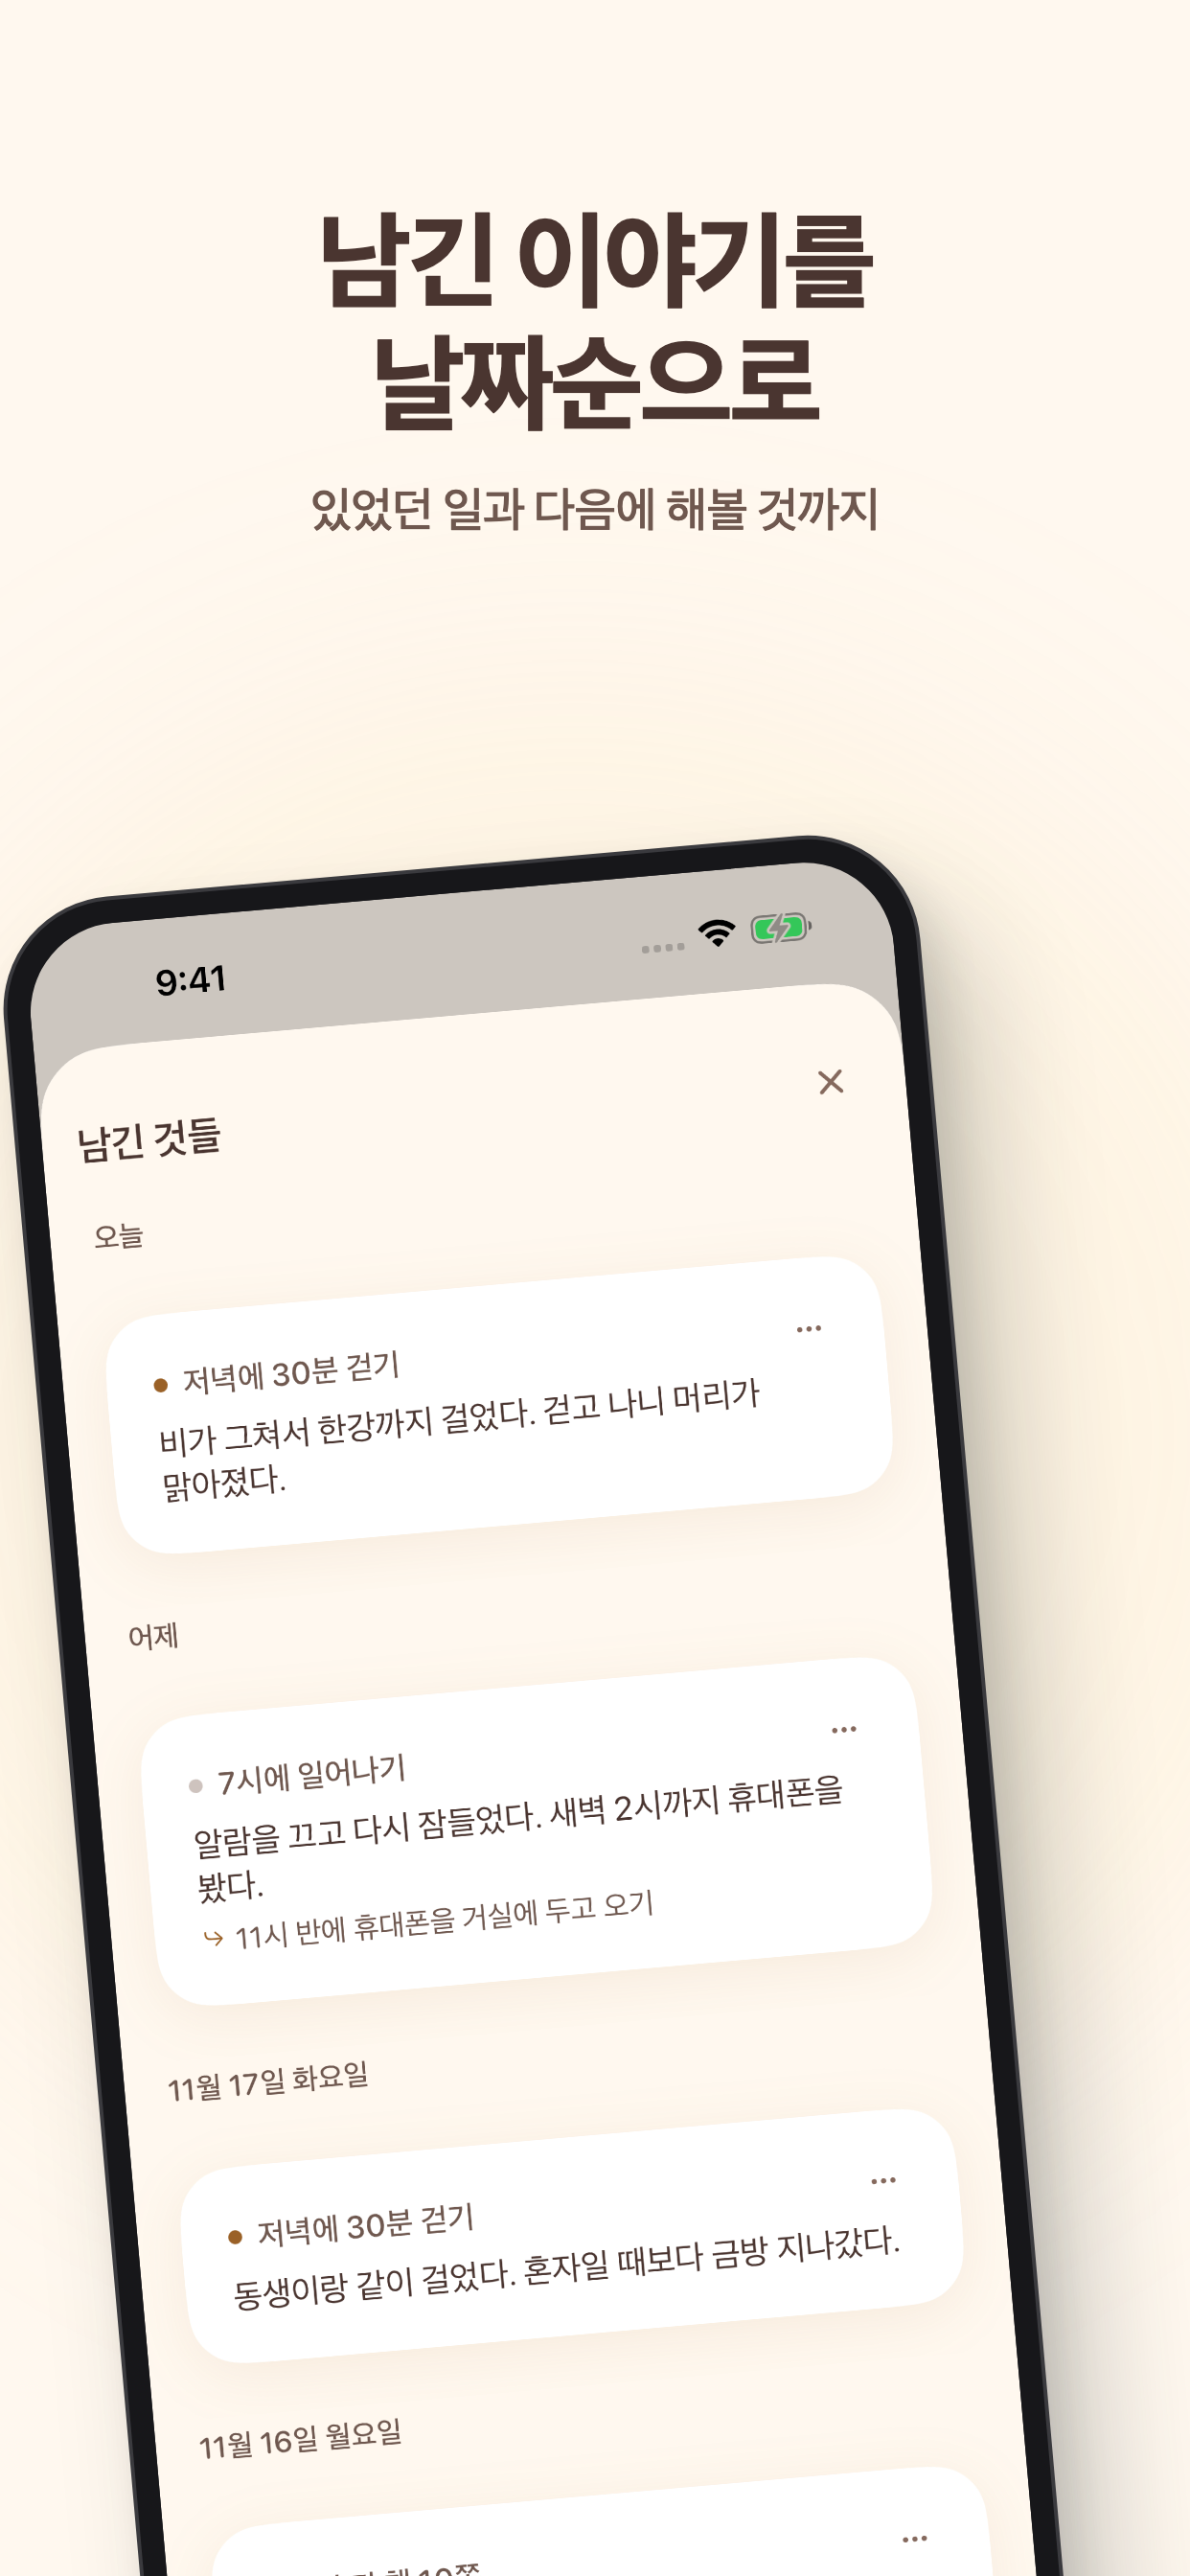 남긴 이야기를
날짜순으로
있었던 일과 다음에 해볼 것까지
9:41
남긴 것들
오늘
저녁에 30분 걷기
비가 그쳐서 한강까지 걸었다. 걷고 나니 머리가
맑아졌다.
어제
7시에 일어나기
알람을 끄고 다시 잠들었다. 새벽 2시까지 휴대폰을
봤다.
11시 반에 휴대폰을 거실에 두고 오기
11월 17일 화요일
저녁에 30분 걷기
동생이랑 같이 걸었다. 혼자일 때보다 금방 지나갔다.
11월 16일 월요일
책 10쪽